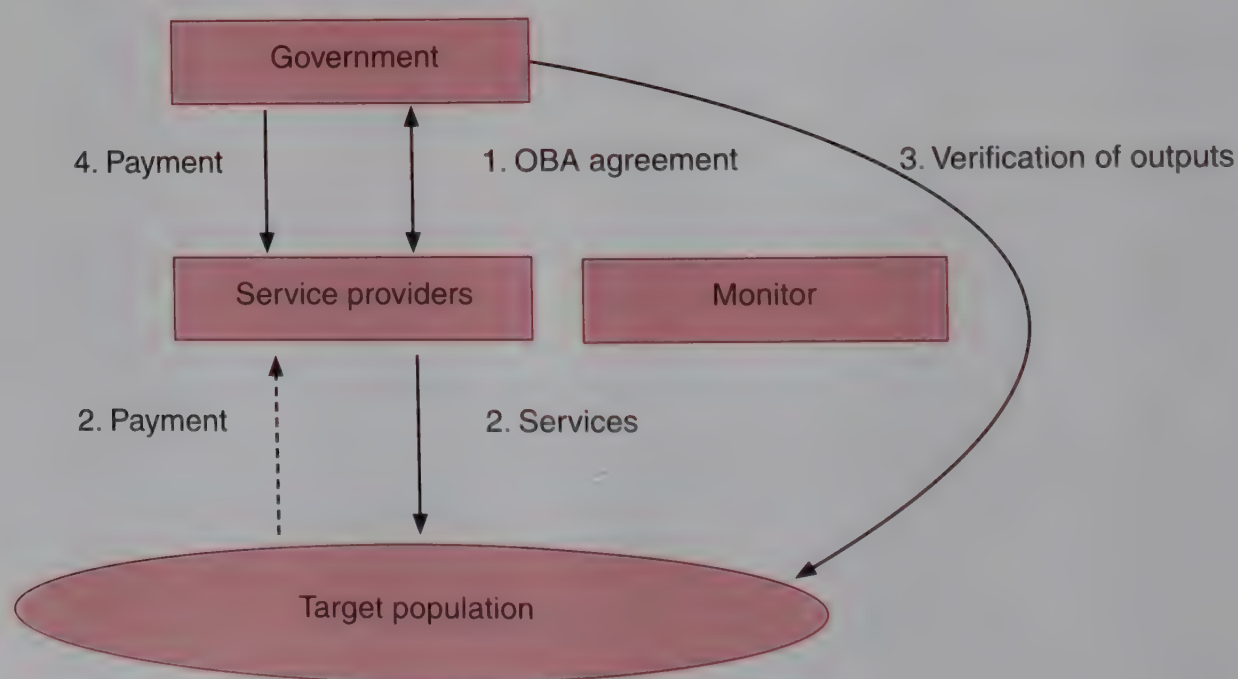 Government
4. Payment
1. OBA agreement
3. Verification of outputs
Service providers
Monitor
2. Payment
2. Services
Target population